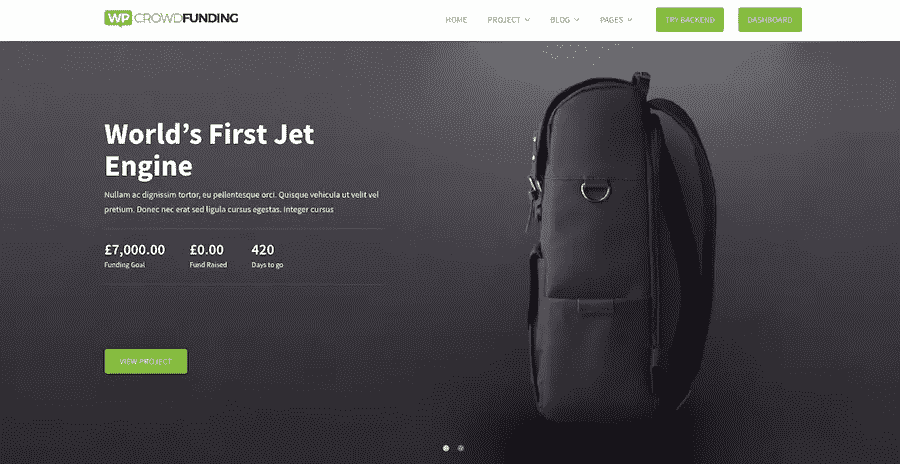 WP CROWDFUNDING
HOME PROJECT BLOG PAGES TRY BACKEND DASHBOARD
World's First Jet
Engine
Nullam ac dignissim tortor, eu pellentesque orci. Quisque vehicula ut velit vel
pretium. Donec nec erat sed ligula cursus egestas. Integer cursus
£7,000.00 £0.00 420
Funding Goal Fund Raised Days to go
VIEW PROJECT